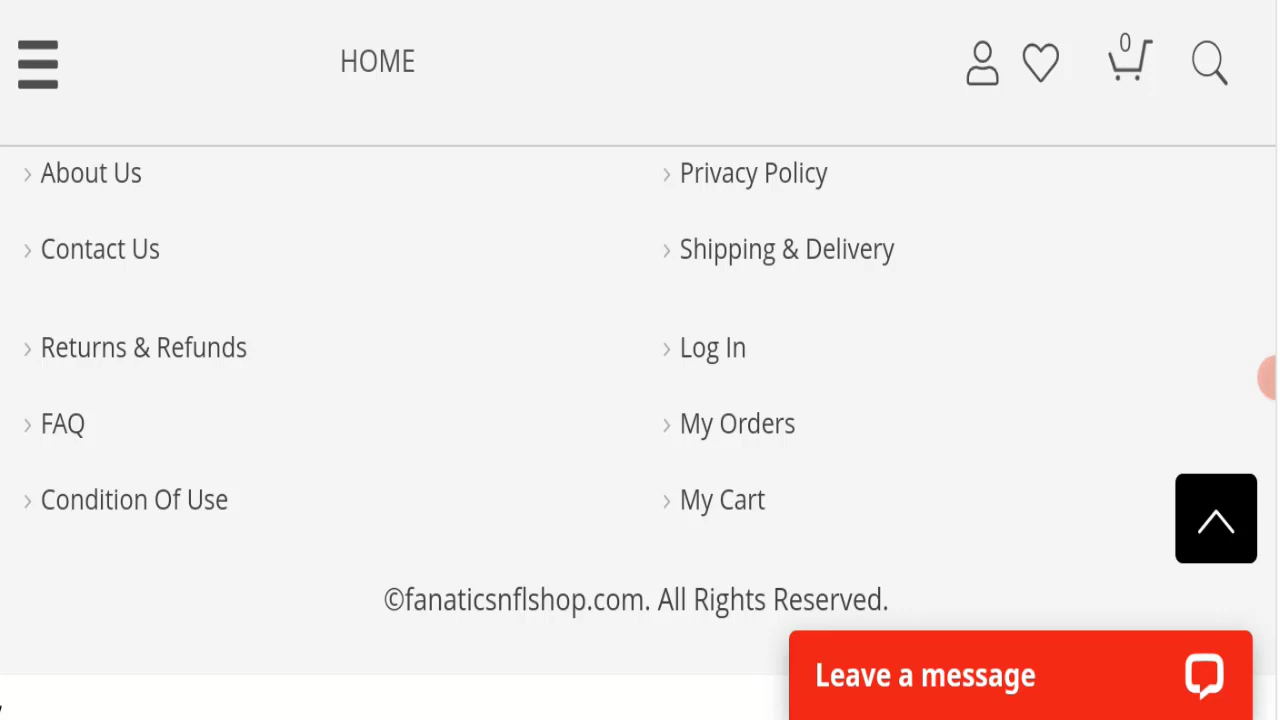 HOME
0
About Us
Privacy Policy
Contact Us
Shipping & Delivery
Returns & Refunds
Log In
FAQ
My Orders
Condition Of Use
My Cart
©fanaticsnflshop.com. All Rights Reserved.
Leave a message